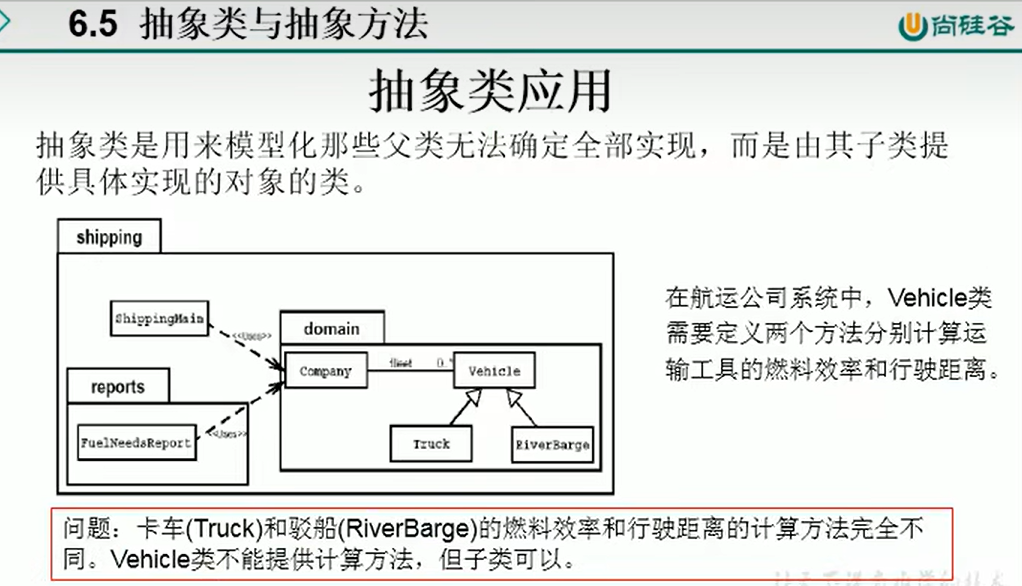 6.5 抽象类与抽象方法
尚硅谷
抽象类应用
抽象类是用来模型化那些父类无法确定全部实现，而是由其子类提
供具体实现的对象的类。
shipping
ShippingMain
<<Uses>>
domain
Company
fleet
0..*
Vehicle
reports
FuelNeedsReport
<<Uses>>
Truck
RiverBarge
在航运公司系统中，Vehicle类
需要定义两个方法分别计算运
输工具的燃料效率和行驶距离。
问题：卡车(Truck)和驳船(RiverBarge)的燃料效率和行驶距离的计算方法完全不
同。Vehicle类不能提供计算方法，但子类可以。